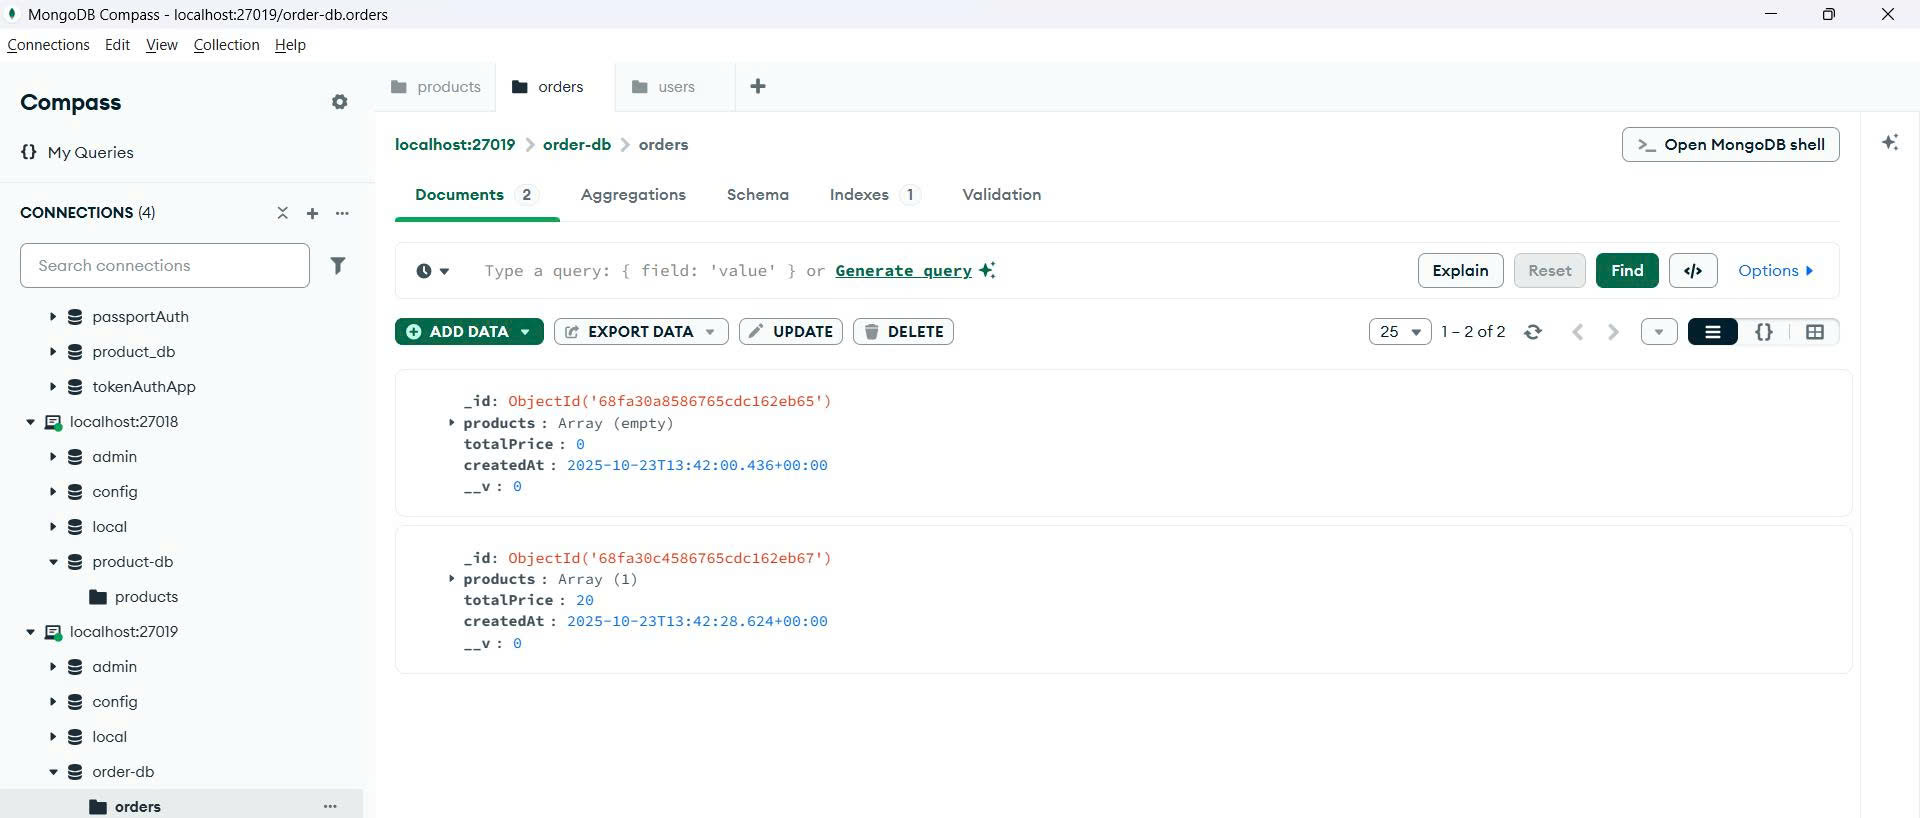 MongoDB Compass - localhost:27019/order-db.orders
Connections Edit View Collection Help
Compass
{} My Queries
CONNECTIONS (4)
Search connections
passportAuth
product_db
tokenAuthApp
localhost:27018
admin
config
local
product-db
products
localhost:27019
admin
config
local
order-db
orders
products orders users
localhost:27019 > order-db > orders
>_ Open MongoDB shell
Documents 2 Aggregations Schema Indexes 1 Validation
Type a query: { field: 'value' } or Generate query
Explain Reset Find </> Options
ADD DATA EXPORT DATA UPDATE DELETE
25 1 – 2 of 2 {}
_id: ObjectId('68fa30a8586765cdc162eb65')
products : Array (empty)
totalPrice : 0
createdAt : 2025-10-23T13:42:00.436+00:00
__v : 0
_id: ObjectId('68fa30c4586765cdc162eb67')
products : Array (1)
totalPrice : 20
createdAt : 2025-10-23T13:42:28.624+00:00
__v : 0